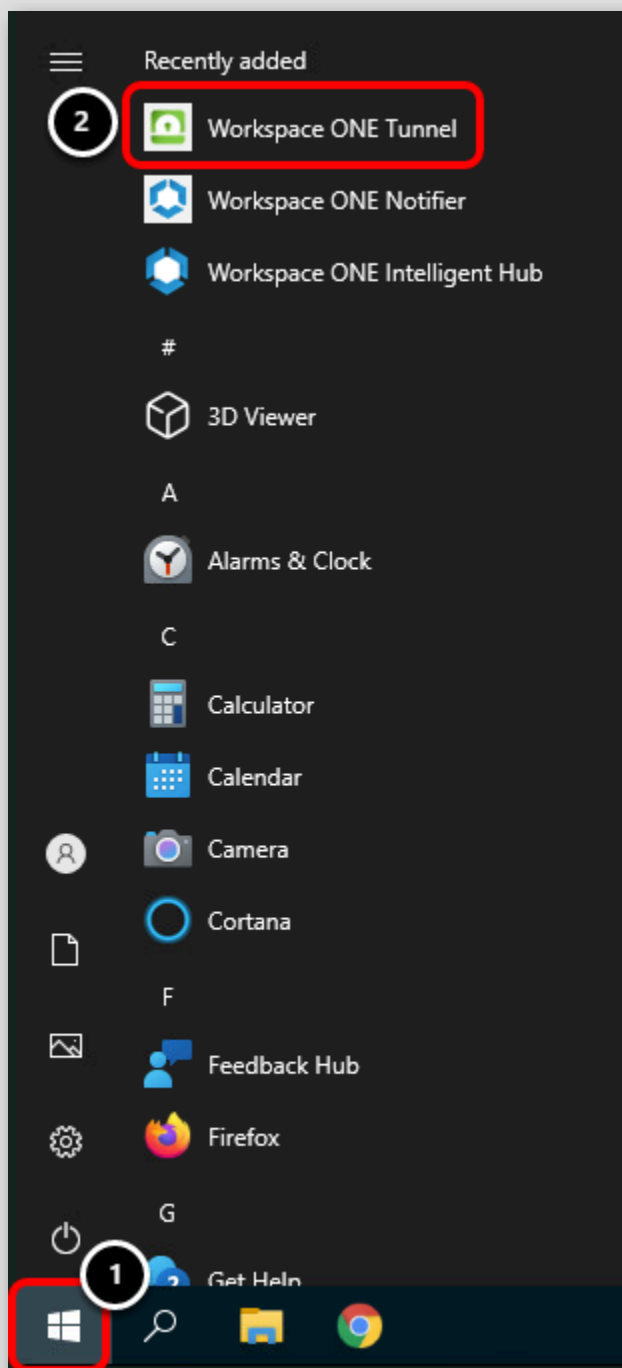 Recently added
2
Workspace ONE Tunnel
Workspace ONE Notifier
Workspace ONE Intelligent Hub
#
3D Viewer
A
Alarms & Clock
C
Calculator
Calendar
Camera
Cortana
F
Feedback Hub
Firefox
G
1
Get Help